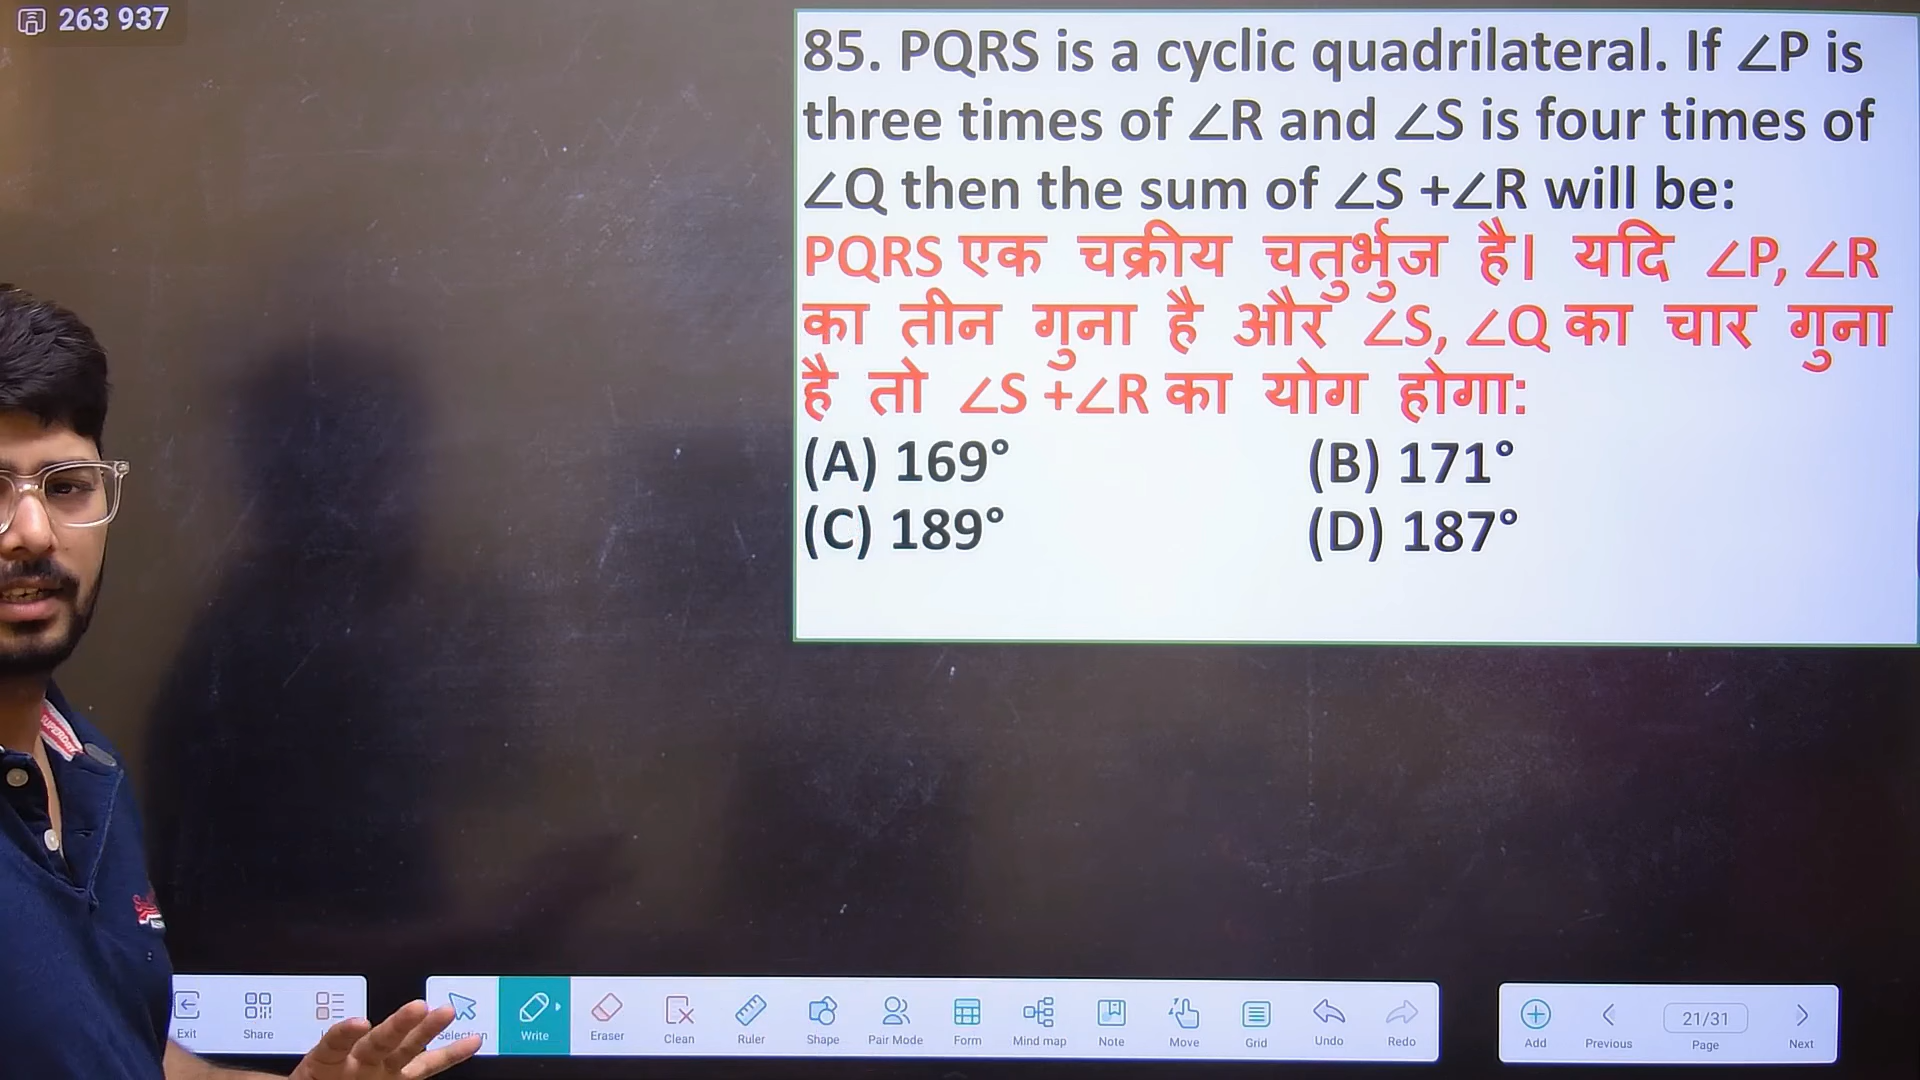 263 937
85. PQRS is a cyclic quadrilateral. If ∠P is
three times of ∠R and ∠S is four times of
∠Q then the sum of ∠S +∠R will be:
PQRS एक चक्रीय चतुर्भुज है। यदि ∠P, ∠R
का तीन गुना है और ∠S, ∠Q का चार गुना
है तो ∠S +∠R का योग होगा:
(A) 169° (B) 171°
(C) 189° (D) 187°
SUPERDRY
Exit Share Selection Write Eraser Clean Ruler Shape Pair Mode Form Mind map Note Move Grid Undo Redo Add Previous 21/31 Page Next